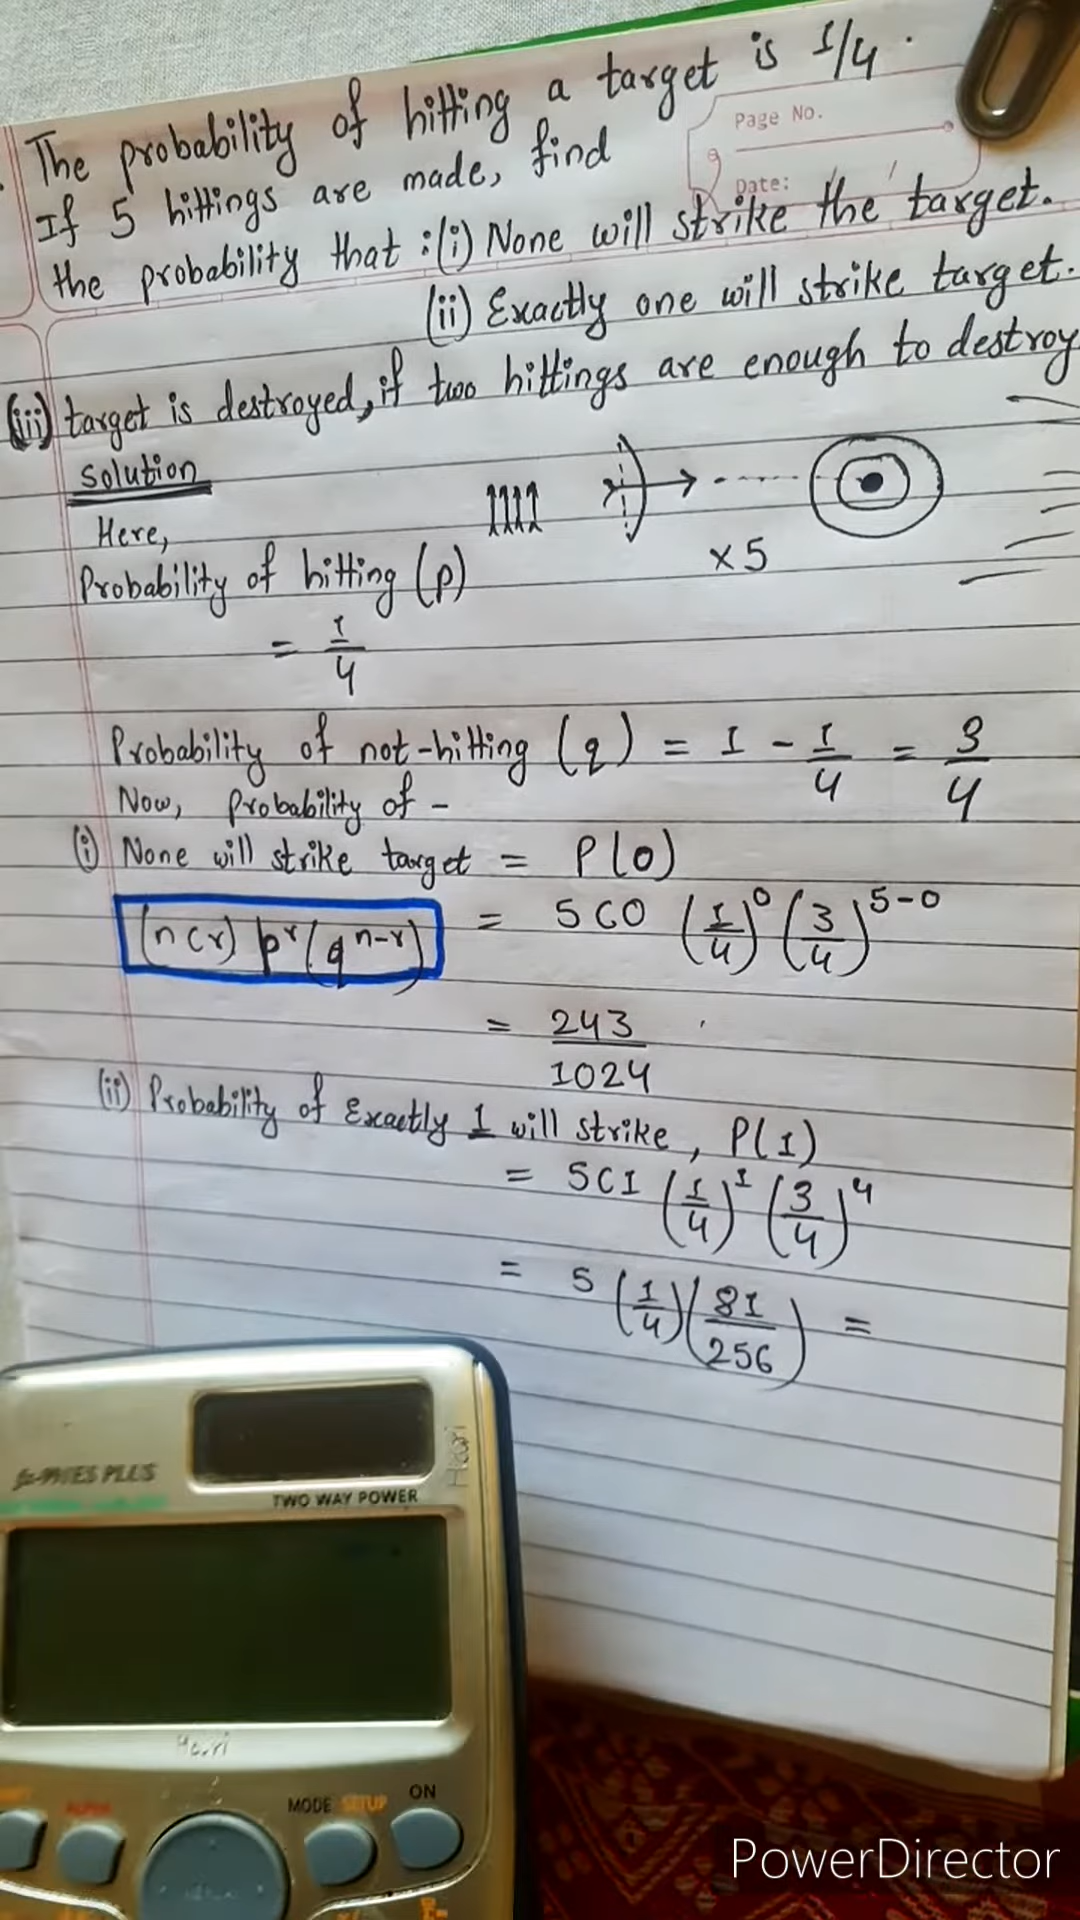 The probability of hitting a target is 1/4.
Page No.
If 5 hittings are made, find
Date:
the probability that :(i) None will strike the target.
(ii) Exactly one will strike target.
(iii) target is destroyed, if two hittings are enough to destroy
Solution
Here,
Probability of hitting (p)
×5
= 1/4
Probability of not-hitting (q) = 1 - 1/4 = 3/4
Now, Probability of -
(i) None will strike target = P(0)
(nCr) p^r (q^n-r) = 5C0 (1/4)^0 (3/4)^5-0
= 243/1024
(ii) Probability of Exactly 1 will strike, P(1)
= 5C1 (1/4)^1 (3/4)^4
= 5 (1/4)(81/256) =
TWO WAY POWER
MODE SETUP ON
PowerDirector